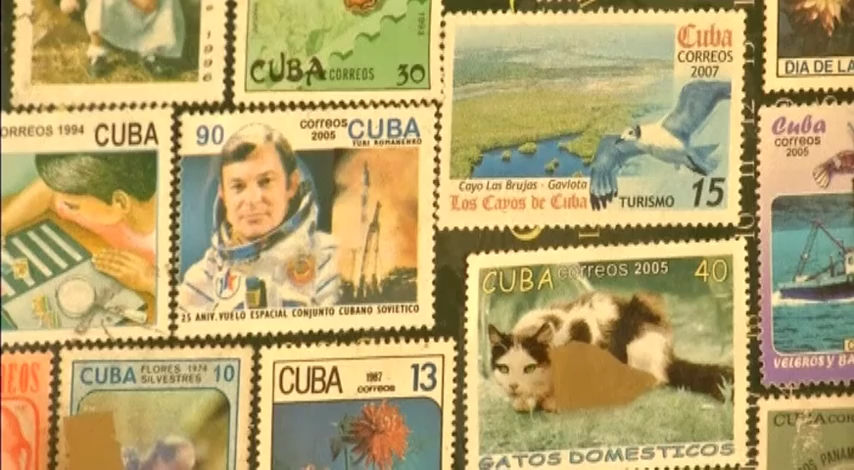 1996
CUBA CORREOS 30
1993
Cuba
CORREOS
2007
Cayo Las Brujas - Gaviota
Los Cayos de Cuba
TURISMO 15
DIA DE LA
CORREOS 1994 CUBA
90 correos CUBA
2005 YURI ROMANENKO
25 ANIV. VUELO ESPACIAL CONJUNTO CUBANO SOVIETICO
Cuba
correos
2005
VELEROS Y BA
CUBA correos 2005 40
GATOS DOMESTICOS
EOS
CUBA FLORES 1974 10
SILVESTRES
CUBA 1987 13
correos
CUBA COR
PANAM